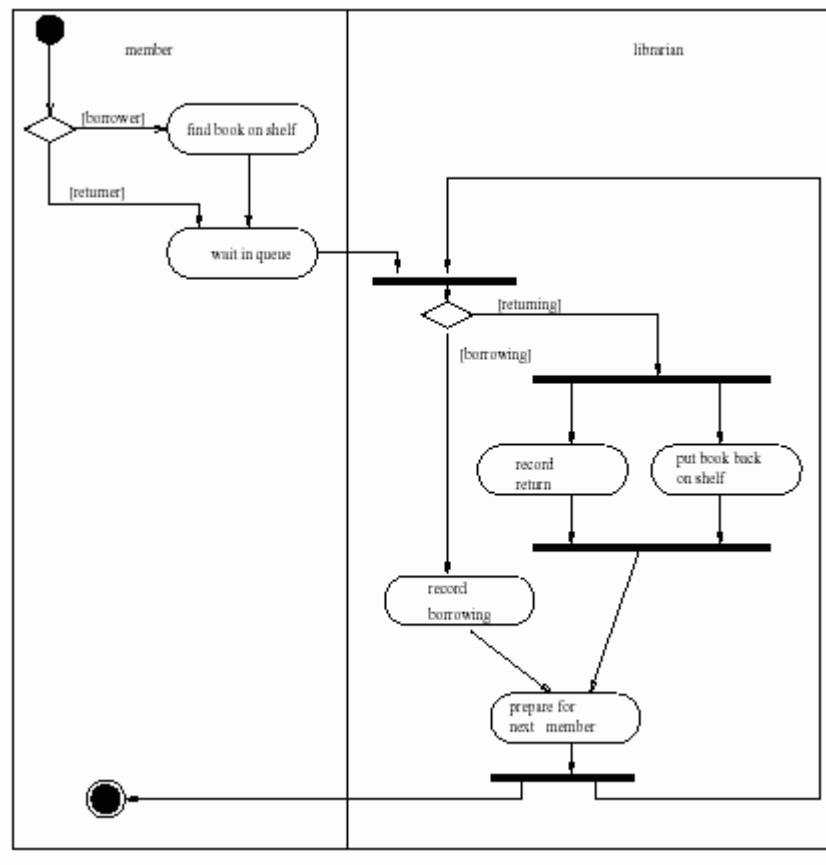 member
librarian
[borrower]
find book on shelf
[returner]
wait in queue
[returning]
[borrowing]
record
return
put book back
on shelf
record
borrowing
prepare for
next member